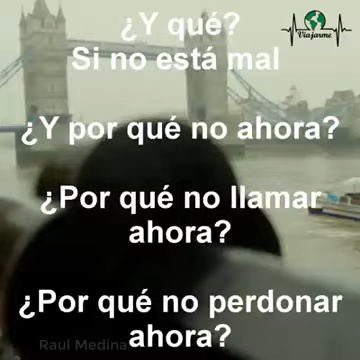 ¿Y qué?
Viajarme
Si no está mal
¿Y por qué no ahora?
¿Por qué no llamar
ahora?
¿Por qué no perdonar
ahora?
Raul Medina